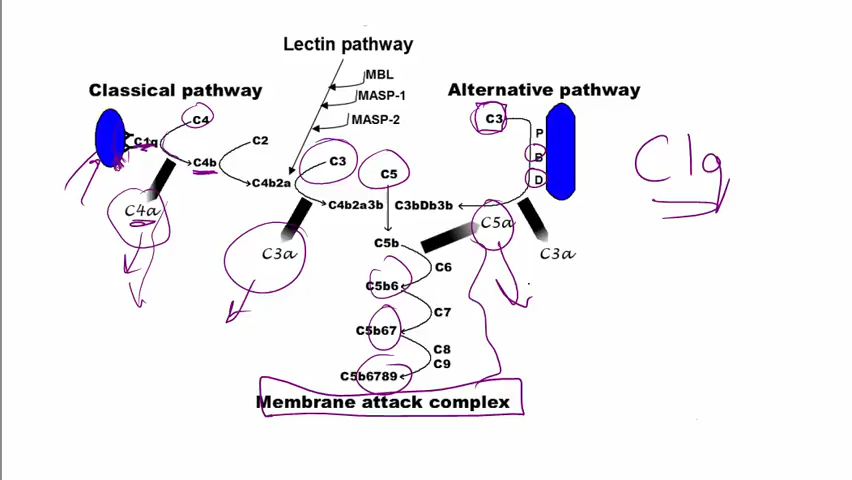 Lectin pathway
MBL
MASP-1
MASP-2
Classical pathway
Alternative pathway
C4
C1q
C4b
C2
C4b2a
C3
C5
C3
P
B
D
C1q
C4a
C4b2a3b
C3bDb3b
C3a
C5b
C5a
C3a
C6
C5b6
C7
C5b67
C8
C9
C5b6789
Membrane attack complex